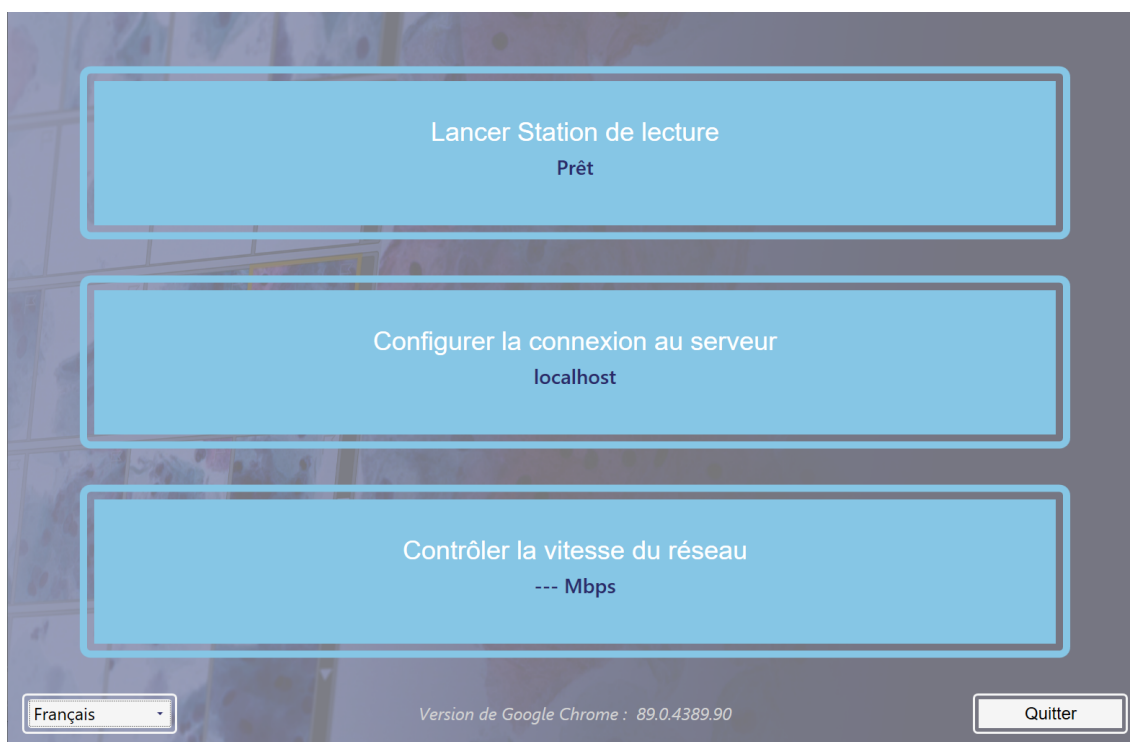 Lancer Station de lecture
Prêt
Configurer la connexion au serveur
localhost
Contrôler la vitesse du réseau
--- Mbps
Français
Version de Google Chrome : 89.0.4389.90
Quitter